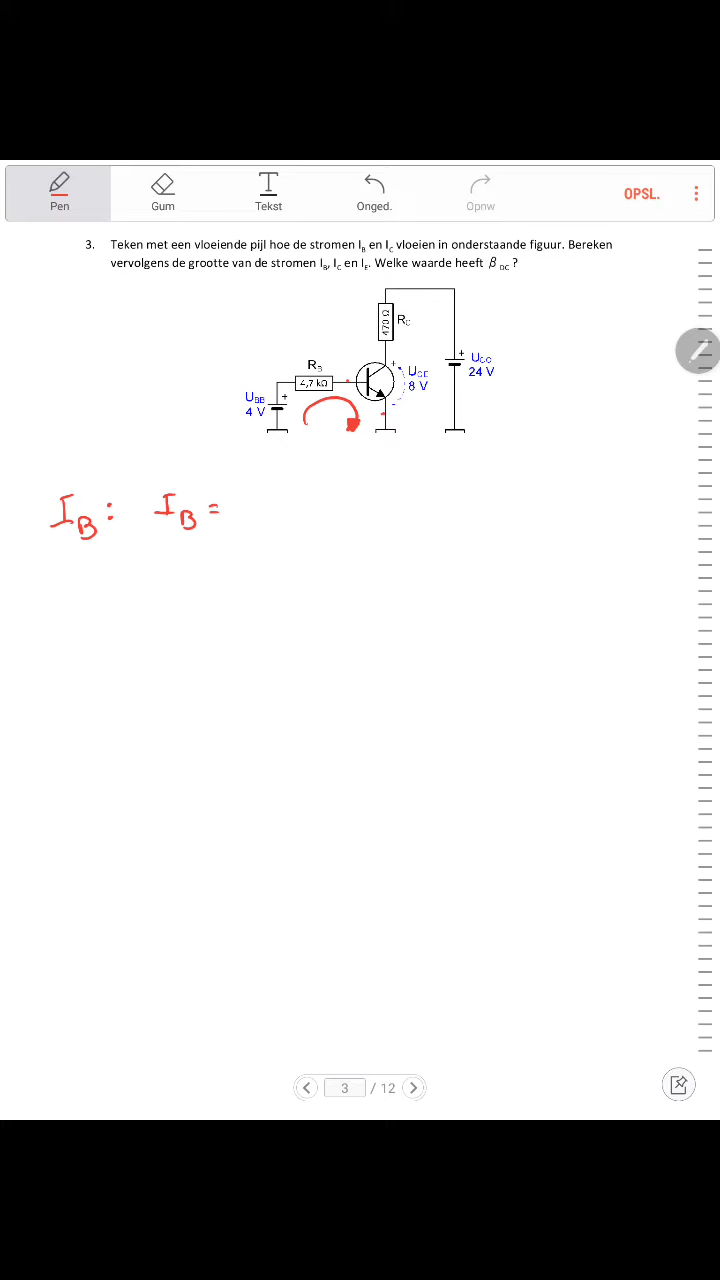 Pen
Gum
Tekst
Onged.
Opnw
OPSL.
3. Teken met een vloeiende pijl hoe de stromen I_B en I_C vloeien in onderstaande figuur. Bereken
vervolgens de grootte van de stromen I_B, I_C en I_E. Welke waarde heeft β_DC ?
470 Ω
R_C
+
U_CC
24 V
R_B
4,7 kΩ
+
U_CE
8 V
-
U_BB
4 V
+
I_B : I_B =
3 / 12